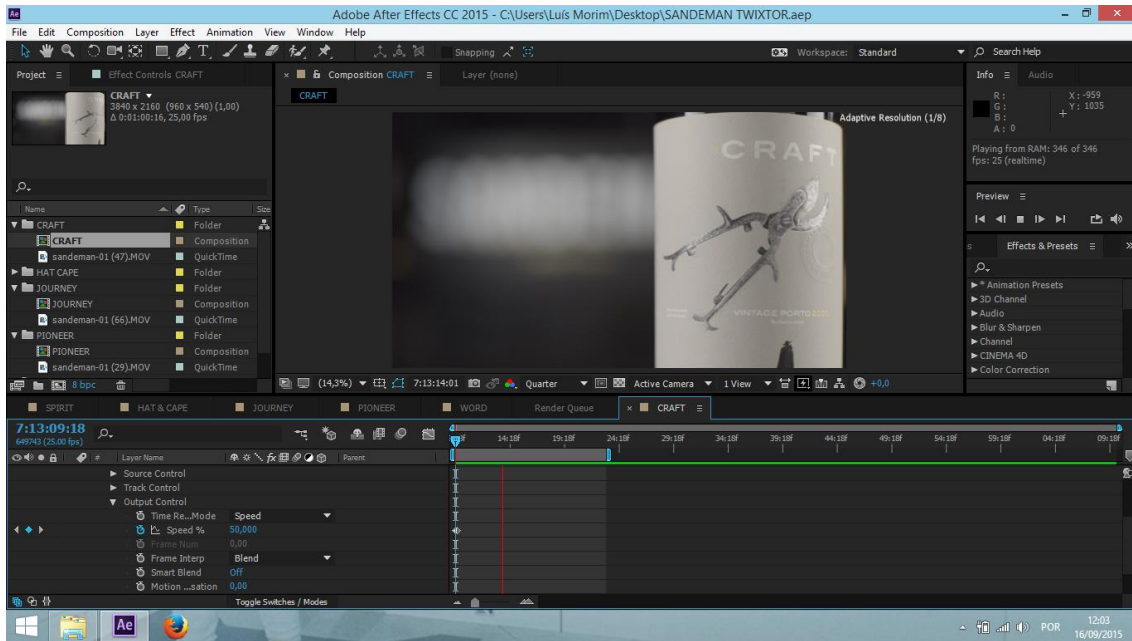 Adobe After Effects CC 2015 - C:\Users\Luís Morim\Desktop\SANDEMAN TWIXTOR.aep
File Edit Composition Layer Effect Animation View Window Help
Snapping Workspace: Standard Search Help
Project Effect Controls CRAFT Composition CRAFT Layer (none) Info Audio
CRAFT
CRAFT
3840 x 2160 (960 x 540) (1,00)
Δ 0:01:00:16, 25,00 fps
Adaptive Resolution (1/8)
R :
G :
B :
A : 0
X : -959
Y : 1035
Playing from RAM: 346 of 346
fps: 25 (realtime)
CRAFT
VINTAGE PORTO
Preview
Effects & Presets
* Animation Presets
3D Channel
Audio
Blur & Sharpen
Channel
CINEMA 4D
Color Correction
Name Type Size
CRAFT Folder
CRAFT Composition
sandeman-01 (47).MOV QuickTime
HAT CAPE Folder
JOURNEY Folder
JOURNEY Composition
sandeman-01 (66).MOV QuickTime
PIONEER Folder
PIONEER Composition
sandeman-01 (29).MOV QuickTime
8 bpc
(14,3%) 7:13:14:01 Quarter Active Camera 1 View +0,0
SPIRIT HAT & CAPE JOURNEY PIONEER WORD Render Queue CRAFT
7:13:09:18
649743 (25.00 fps)
14:18f 19:18f 24:18f 29:18f 34:18f 39:18f 44:18f 49:18f 54:18f 59:18f 04:18f 09:18f
# Layer Name Parent
Source Control
Track Control
Output Control
Time Re...Mode Speed
Speed % 50,000
Frame Num 0,00
Frame Interp Blend
Smart Blend Off
Motion ...sation 0,00
Toggle Switches / Modes
Ae POR 12:03
16/09/2015